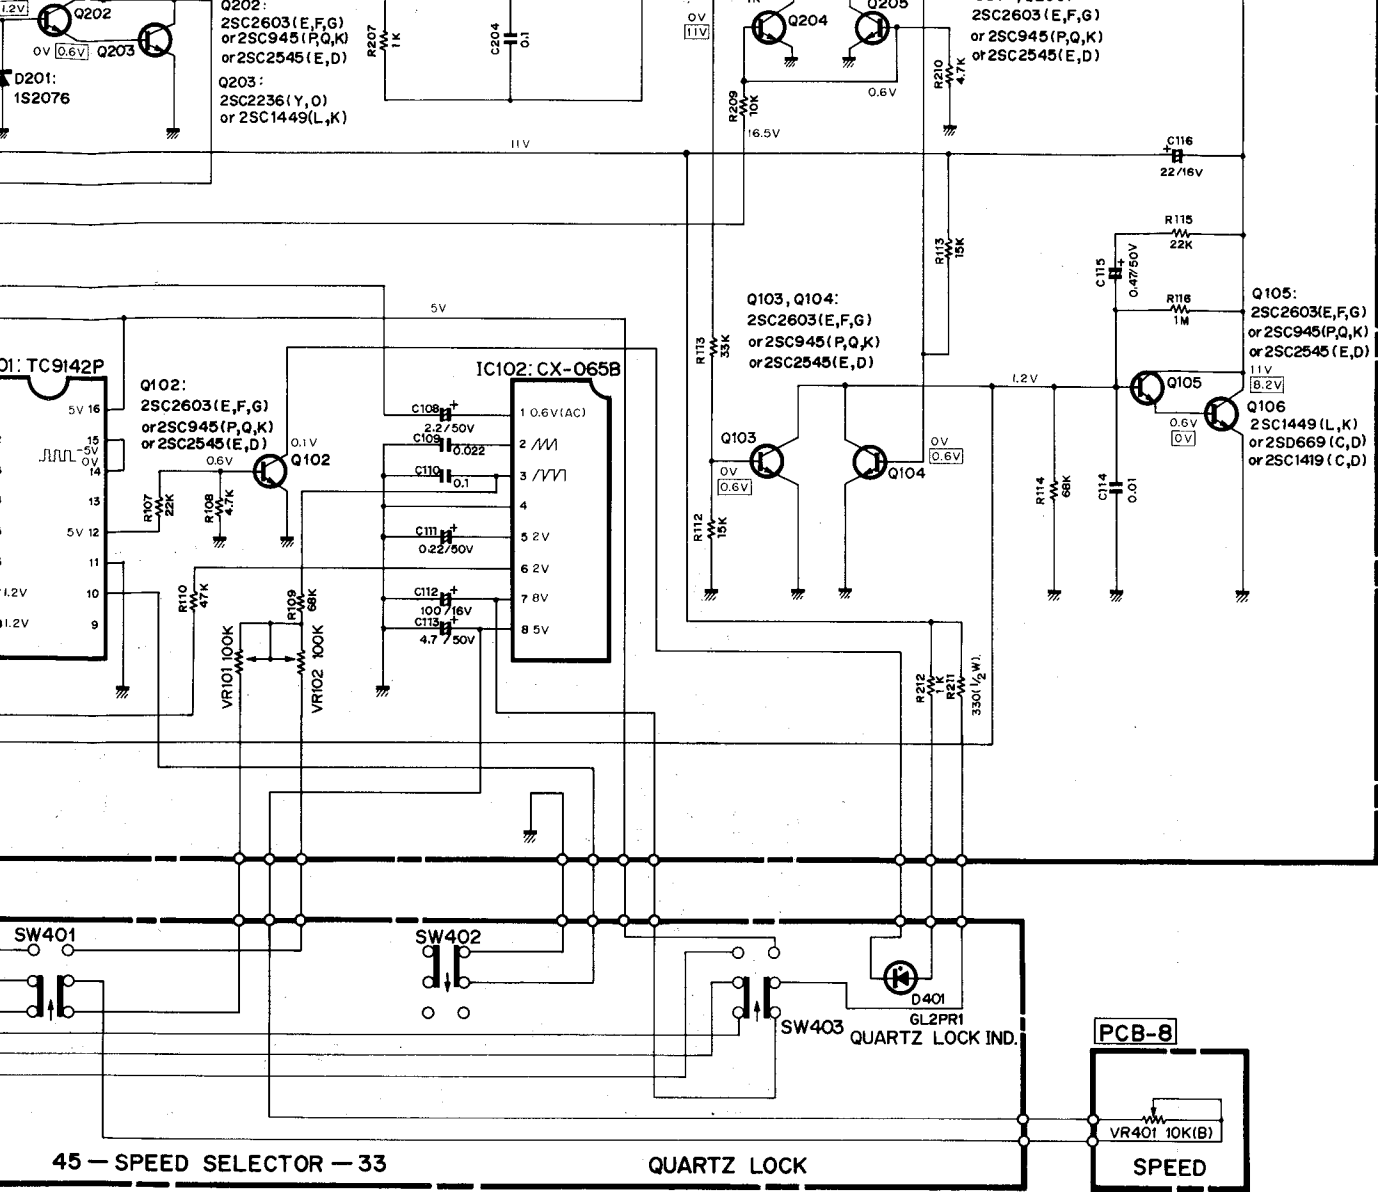 1.2V
Q202
0V 0.6V Q203
D201:
1S2076
Q202:
2SC2603(E,F,G)
or 2SC945(P,Q,K)
or 2SC2545(E,D)
Q203:
2SC2236(Y,O)
or 2SC1449(L,K)
R207
1K
C204
0.1
0V
11V
Q204
Q205
R209
10K
16.5V
0.6V
R210
4.7K
2SC2603(E,F,G)
or 2SC945(P,Q,K)
or 2SC2545(E,D)
11V
C116
+
22/16V
R115
22K
C115
+
0.47/50V
R116
1M
R113
15K
R113
33K
5V
Q103, Q104:
2SC2603(E,F,G)
or 2SC945(P,Q,K)
or 2SC2545(E,D)
Q105:
2SC2603(E,F,G)
or 2SC945(P,Q,K)
or 2SC2545(E,D)
11V
8.2V
1.2V
Q105
0.6V
0V
Q106
2SC1449(L,K)
or 2SD669(C,D)
or 2SC1419(C,D)
01: TC9142P
5V 16
15
-5V
0V
14
13
5V 12
11
1.2V 10
1.2V 9
Q102:
2SC2603(E,F,G)
or 2SC945(P,Q,K)
or 2SC2545(E,D)
0.6V
0.1V
Q102
R107
22K
R108
4.7K
R110
47K
R109
68K
VR101 100K
VR102 100K
IC102: CX-065B
C108
+
2.2/50V
C109
0.022
C110
0.1
C111
+
0.22/50V
C112
+
100/16V
C113
+
4.7/50V
1 0.6V(AC)
2
3
4
5 2V
6 2V
7 8V
8 5V
Q103
0V
0.6V
R112
15K
Q104
0V
0.6V
R114
68K
C114
0.01
R212
1K
R211
330(1/2W)
SW401
SW402
SW403
D401
GL2PR1
QUARTZ LOCK IND.
PCB-8
VR401 10K(B)
SPEED
45 — SPEED SELECTOR — 33
QUARTZ LOCK